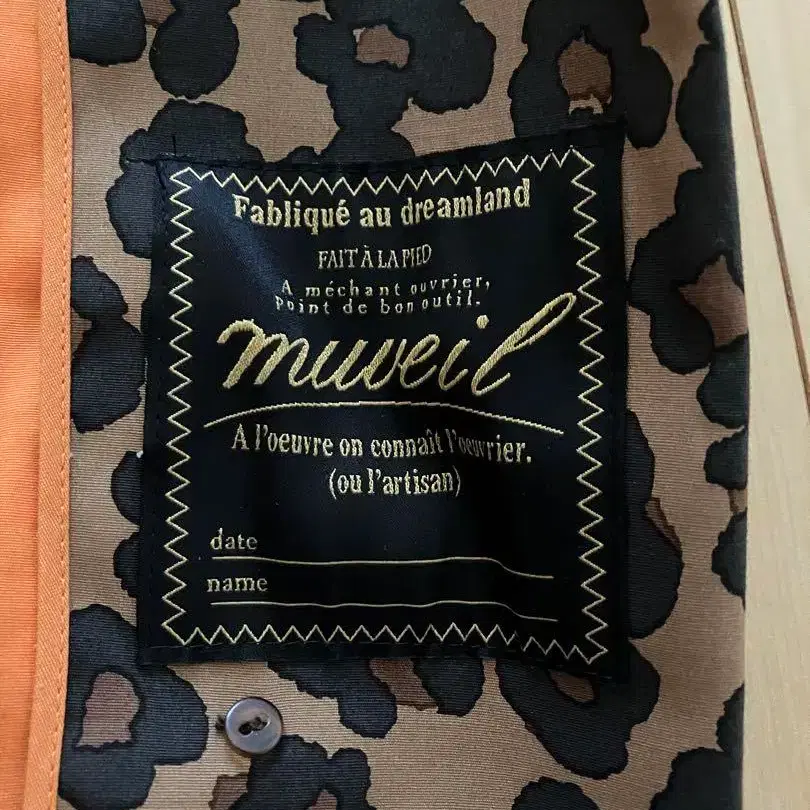 Fabliqué au dreamland
FAIT À LA PIED
A méchant ouvrier,
Point de bon outil.
muveil
A l'oeuvre on connaît l'oeuvrier.
(ou l'artisan)
date
name